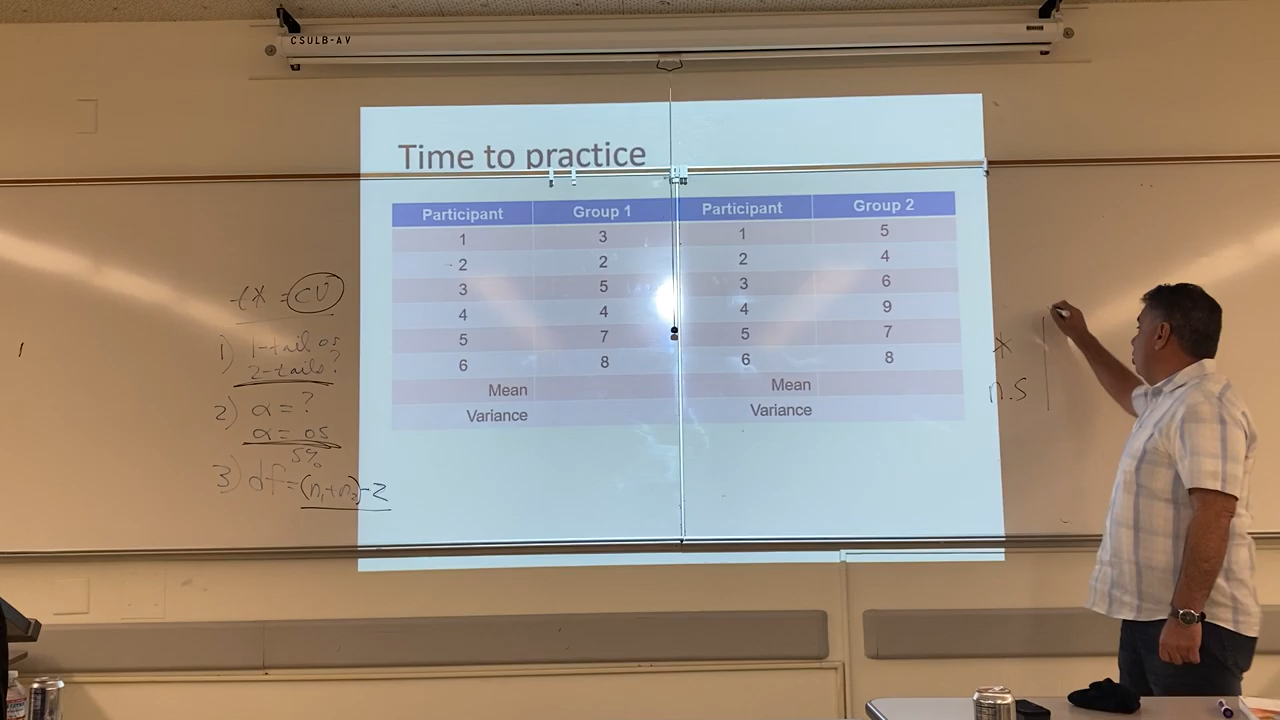 CSULB-AV
Time to practice
Participant Group 1 Participant Group 2
1 3 1 5
2 2 2 4
3 5 3 6
4 4 4 9
5 7 5 7
6 8 6 8
Mean Mean
Variance Variance
t* = CV
1) 1-tail or
2-tails?
2) α = ?
α = .05
5%
3) df = (n₁+n₂)-2
*
n.s